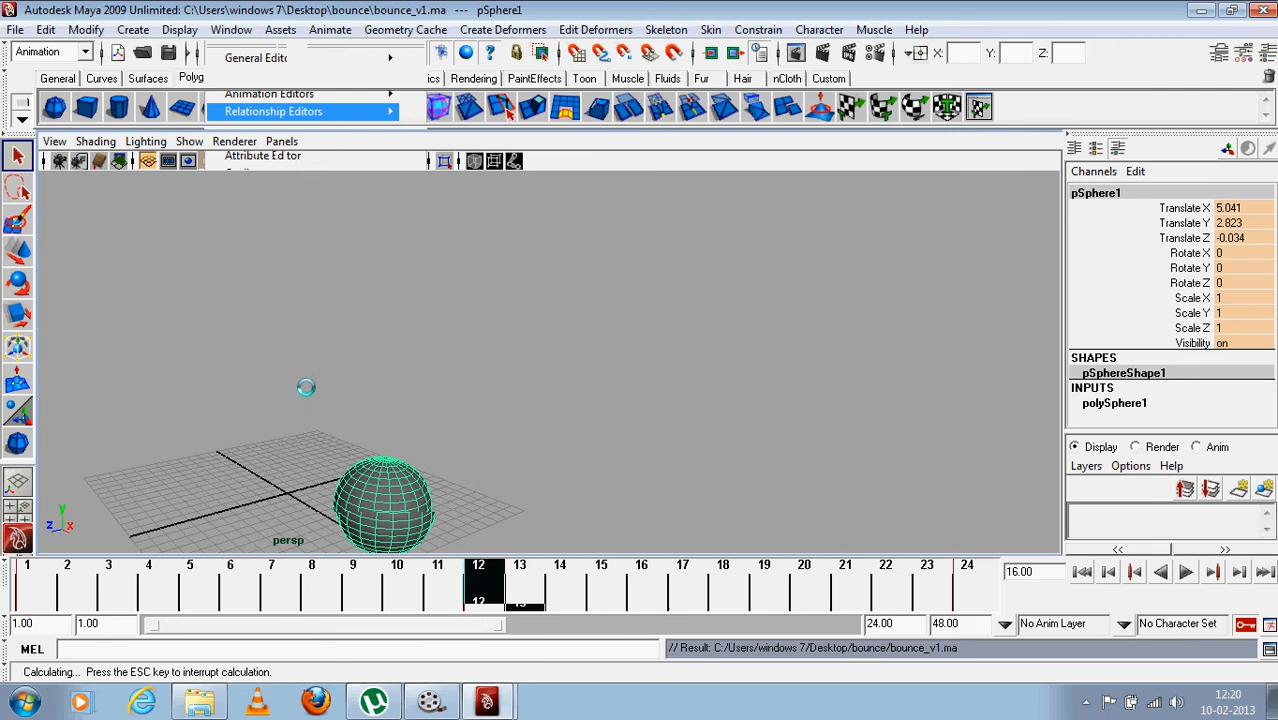 Autodesk Maya 2009 Unlimited: C:\Users\windows 7\Desktop\bounce\bounce_v1.ma --- pSphere1
File Edit Modify Create Display Window Assets Animate Geometry Cache Create Deformers Edit Deformers Skeleton Skin Constrain Character Muscle Help
Animation X: Y: Z:
General Curves Surfaces Polyg Rendering PaintEffects Toon Muscle Fluids Fur Hair nCloth Custom
Animation Editors
Relationship Editors
View Shading Lighting Show Renderer Panels
Attribute Editor
Channels Edit
pSphere1
Translate X 5.041
Translate Y 2.823
Translate Z -0.034
Rotate X 0
Rotate Y 0
Rotate Z 0
Scale X 1
Scale Y 1
Scale Z 1
Visibility on
SHAPES
pSphereShape1
INPUTS
polySphere1
Display Render Anim
Layers Options Help
y
z x
persp
<< >>
1 2 3 4 5 6 7 8 9 10 11 12 13 14 15 16 17 18 19 20 21 22 23 24
16.00
1.00 1.00 24.00 48.00 No Anim Layer No Character Set
MEL // Result: C:/Users/windows 7/Desktop/bounce/bounce_v1.ma
Calculating... Press the ESC key to interrupt calculation.
12:20
10-02-2013